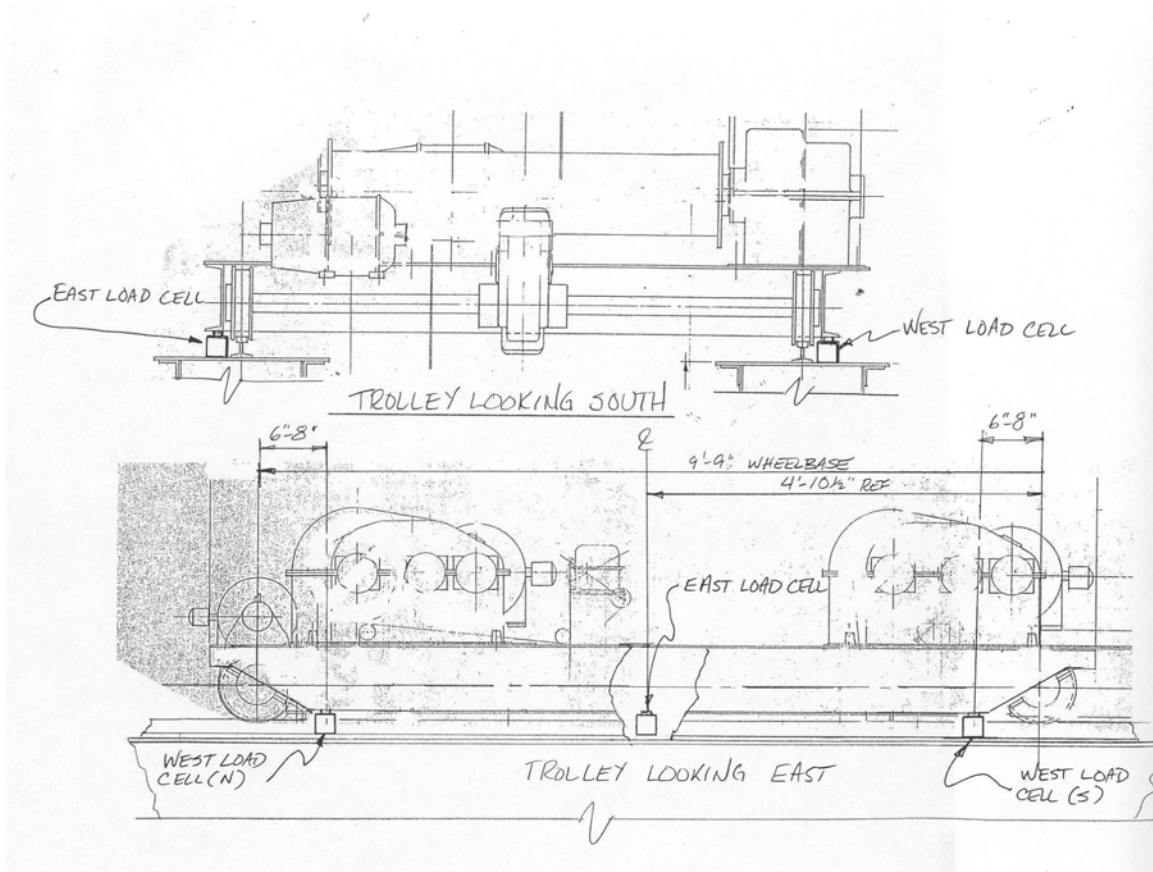 EAST LOAD CELL
WEST LOAD CELL
TROLLEY LOOKING SOUTH
6"-8"
℄
6"-8"
9'-9" WHEELBASE
4'-10½" REF
EAST LOAD CELL
WEST LOAD
CELL (N)
TROLLEY LOOKING EAST
WEST LOAD
CELL (S)